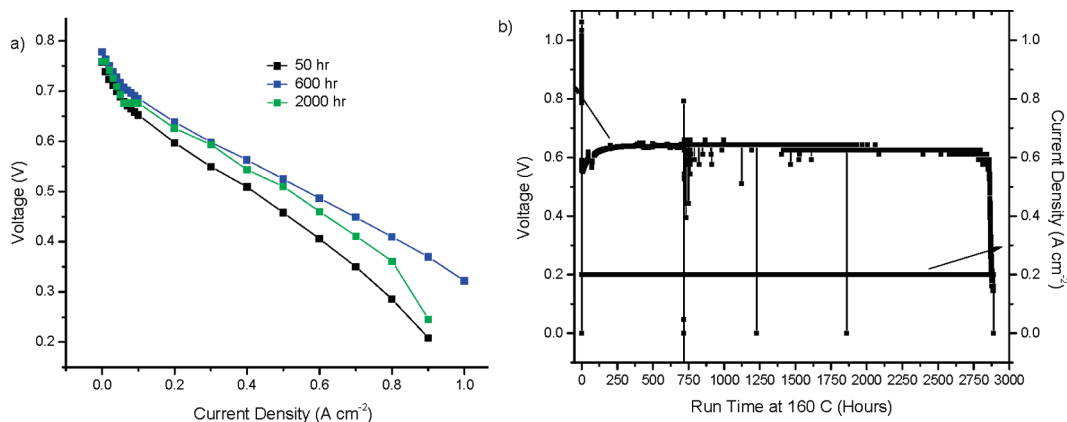 a)
0.8
0.7
0.6
0.5
0.4
0.3
0.2
Voltage (V)
50 hr
600 hr
2000 hr
0.0 0.2 0.4 0.6 0.8 1.0
Current Density (A cm⁻²)
b)
1.0
0.8
0.6
0.4
0.2
0.0
Voltage (V)
1.0
0.8
0.6
0.4
0.2
0.0
Current Density (A cm⁻²)
0 250 500 750 1000 1250 1500 1750 2000 2250 2500 2750 3000
Run Time at 160 C (Hours)